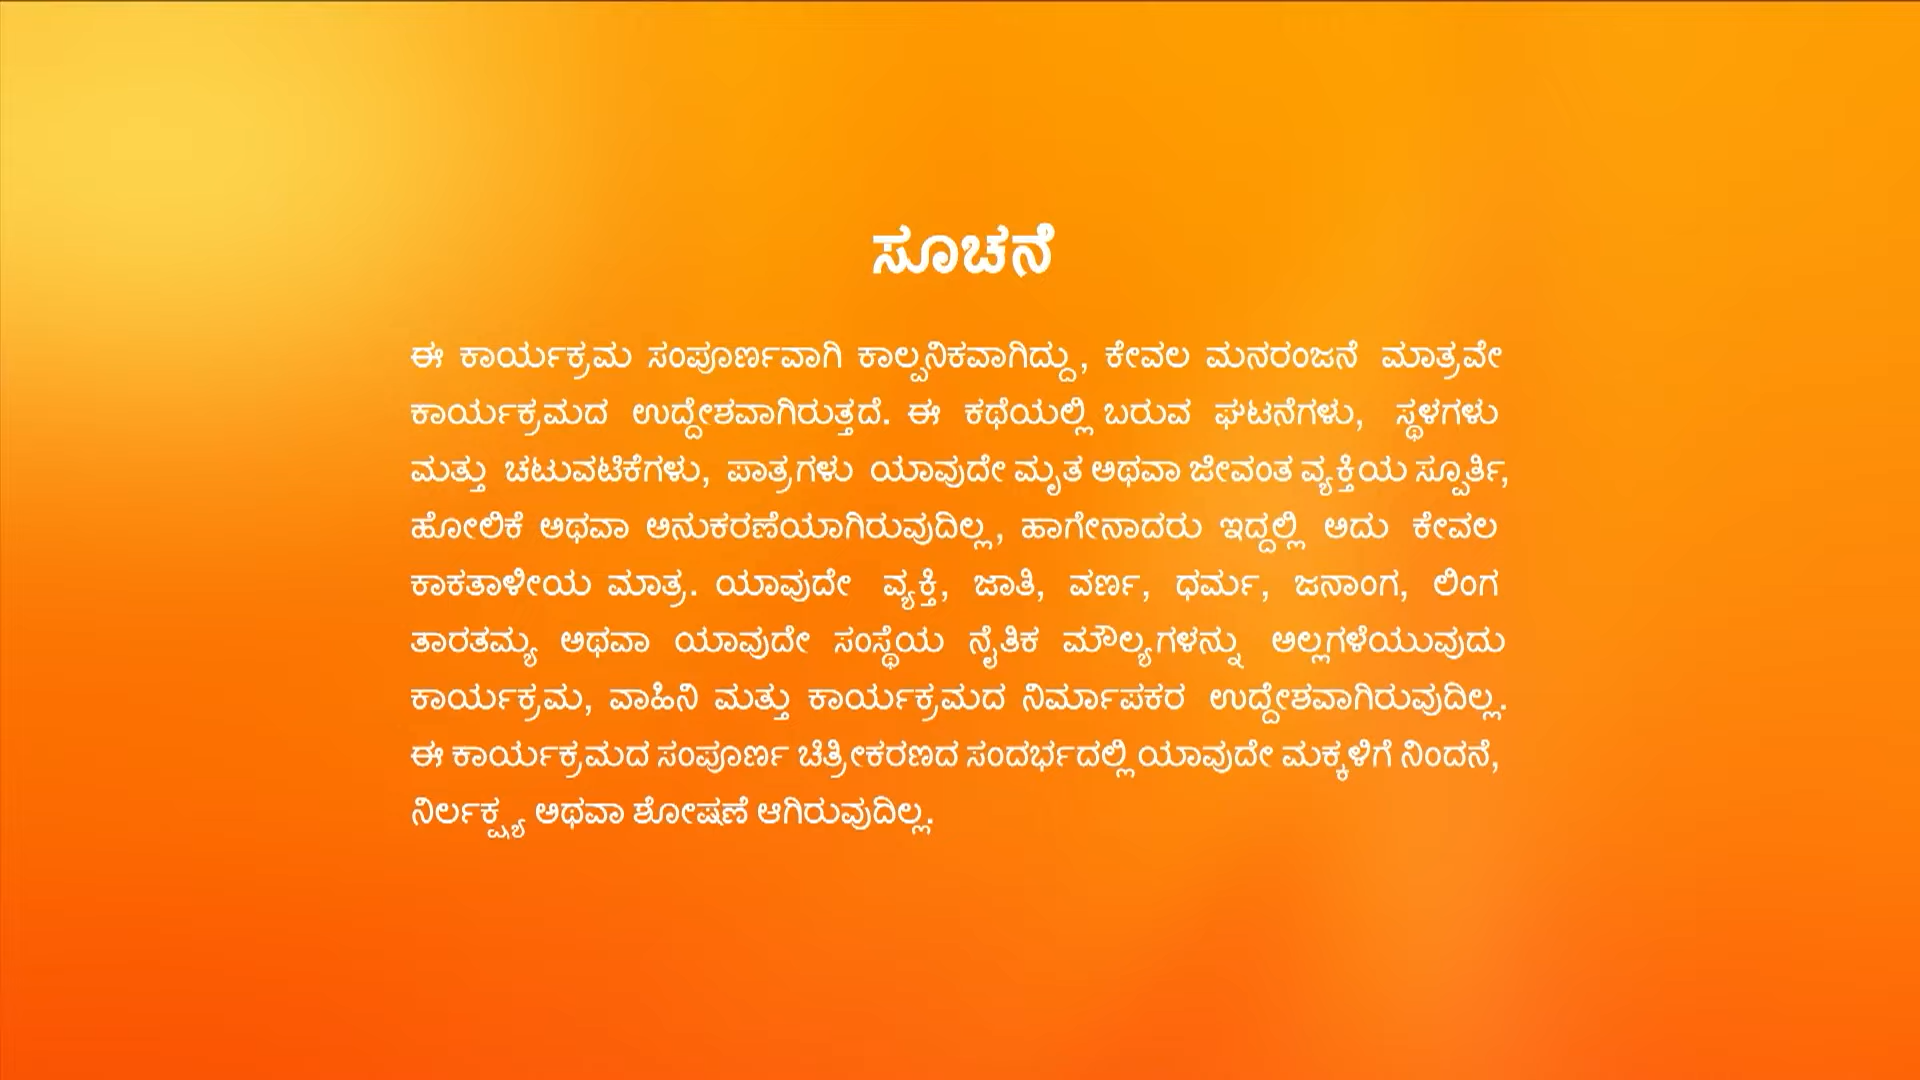 ಸೂಚನೆ
ಈ ಕಾರ್ಯಕ್ರಮ ಸಂಪೂರ್ಣವಾಗಿ ಕಾಲ್ಪನಿಕವಾಗಿದ್ದು, ಕೇವಲ ಮನರಂಜನೆ ಮಾತ್ರವೇ
ಕಾರ್ಯಕ್ರಮದ ಉದ್ದೇಶವಾಗಿರುತ್ತದೆ. ಈ ಕಥೆಯಲ್ಲಿ ಬರುವ ಘಟನೆಗಳು, ಸ್ಥಳಗಳು
ಮತ್ತು ಚಟುವಟಿಕೆಗಳು, ಪಾತ್ರಗಳು ಯಾವುದೇ ಮೃತ ಅಥವಾ ಜೀವಂತ ವ್ಯಕ್ತಿಯ ಸ್ಪೂರ್ತಿ,
ಹೋಲಿಕೆ ಅಥವಾ ಅನುಕರಣೆಯಾಗಿರುವುದಿಲ್ಲ, ಹಾಗೇನಾದರು ಇದ್ದಲ್ಲಿ ಅದು ಕೇವಲ
ಕಾಕತಾಳೀಯ ಮಾತ್ರ. ಯಾವುದೇ ವ್ಯಕ್ತಿ, ಜಾತಿ, ವರ್ಣ, ಧರ್ಮ, ಜನಾಂಗ, ಲಿಂಗ
ತಾರತಮ್ಯ ಅಥವಾ ಯಾವುದೇ ಸಂಸ್ಥೆಯ ನೈತಿಕ ಮೌಲ್ಯಗಳನ್ನು ಅಲ್ಲಗಳೆಯುವುದು
ಕಾರ್ಯಕ್ರಮ, ವಾಹಿನಿ ಮತ್ತು ಕಾರ್ಯಕ್ರಮದ ನಿರ್ಮಾಪಕರ ಉದ್ದೇಶವಾಗಿರುವುದಿಲ್ಲ.
ಈ ಕಾರ್ಯಕ್ರಮದ ಸಂಪೂರ್ಣ ಚಿತ್ರೀಕರಣದ ಸಂದರ್ಭದಲ್ಲಿ ಯಾವುದೇ ಮಕ್ಕಳಿಗೆ ನಿಂದನೆ,
ನಿರ್ಲಕ್ಷ್ಯ ಅಥವಾ ಶೋಷಣೆ ಆಗಿರುವುದಿಲ್ಲ.